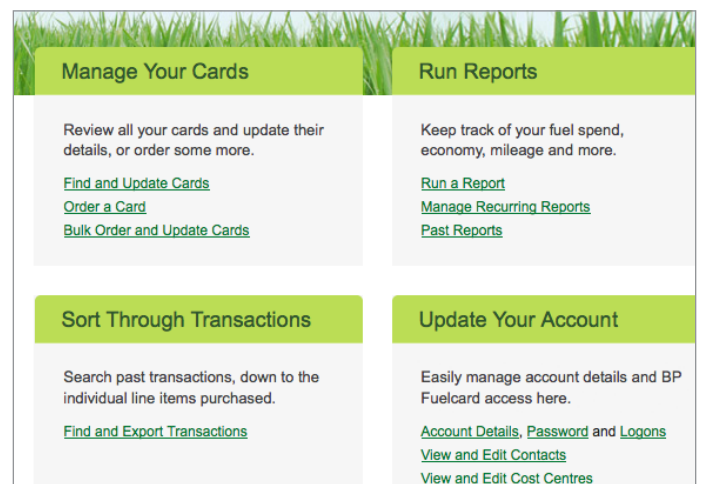 Manage Your Cards
Review all your cards and update their
details, or order some more.
Find and Update Cards
Order a Card
Bulk Order and Update Cards
Run Reports
Keep track of your fuel spend,
economy, mileage and more.
Run a Report
Manage Recurring Reports
Past Reports
Sort Through Transactions
Search past transactions, down to the
individual line items purchased.
Find and Export Transactions
Update Your Account
Easily manage account details and BP
Fuelcard access here.
Account Details, Password and Logons
View and Edit Contacts
View and Edit Cost Centres